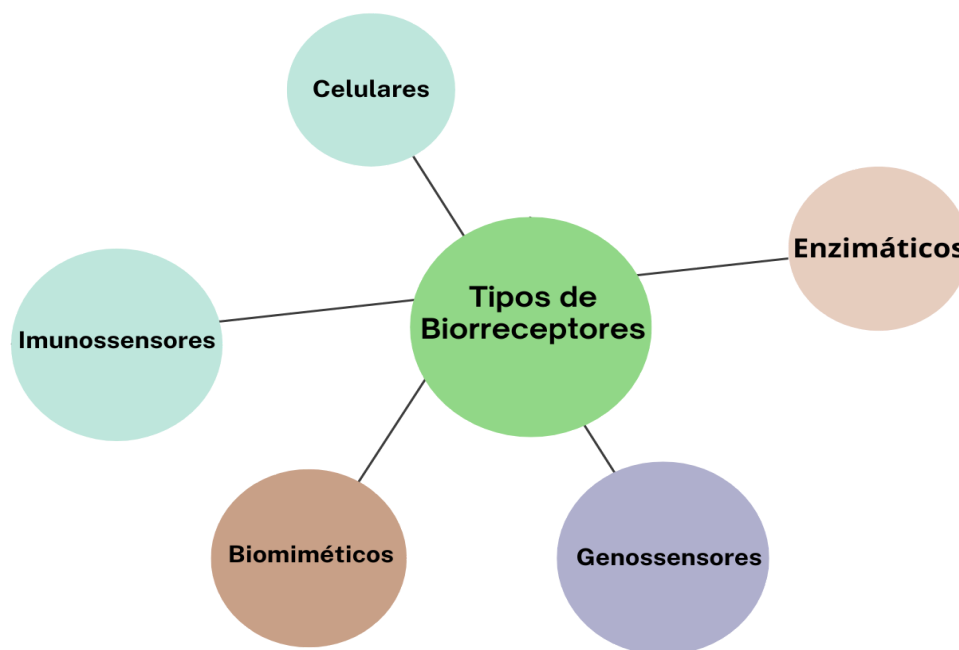 Celulares
Enzimáticos
Tipos de
Biorreceptores
Imunossensores
Biomiméticos
Genossensores